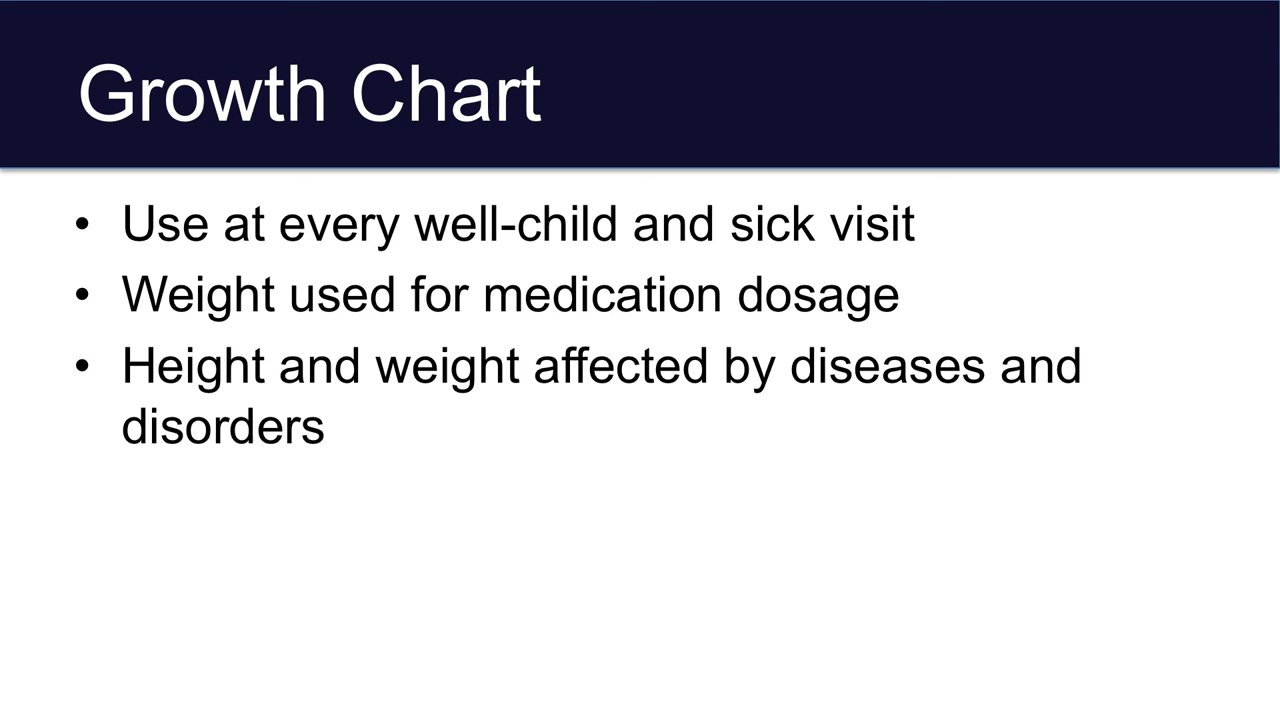 Growth Chart
• Use at every well-child and sick visit
• Weight used for medication dosage
• Height and weight affected by diseases and
disorders